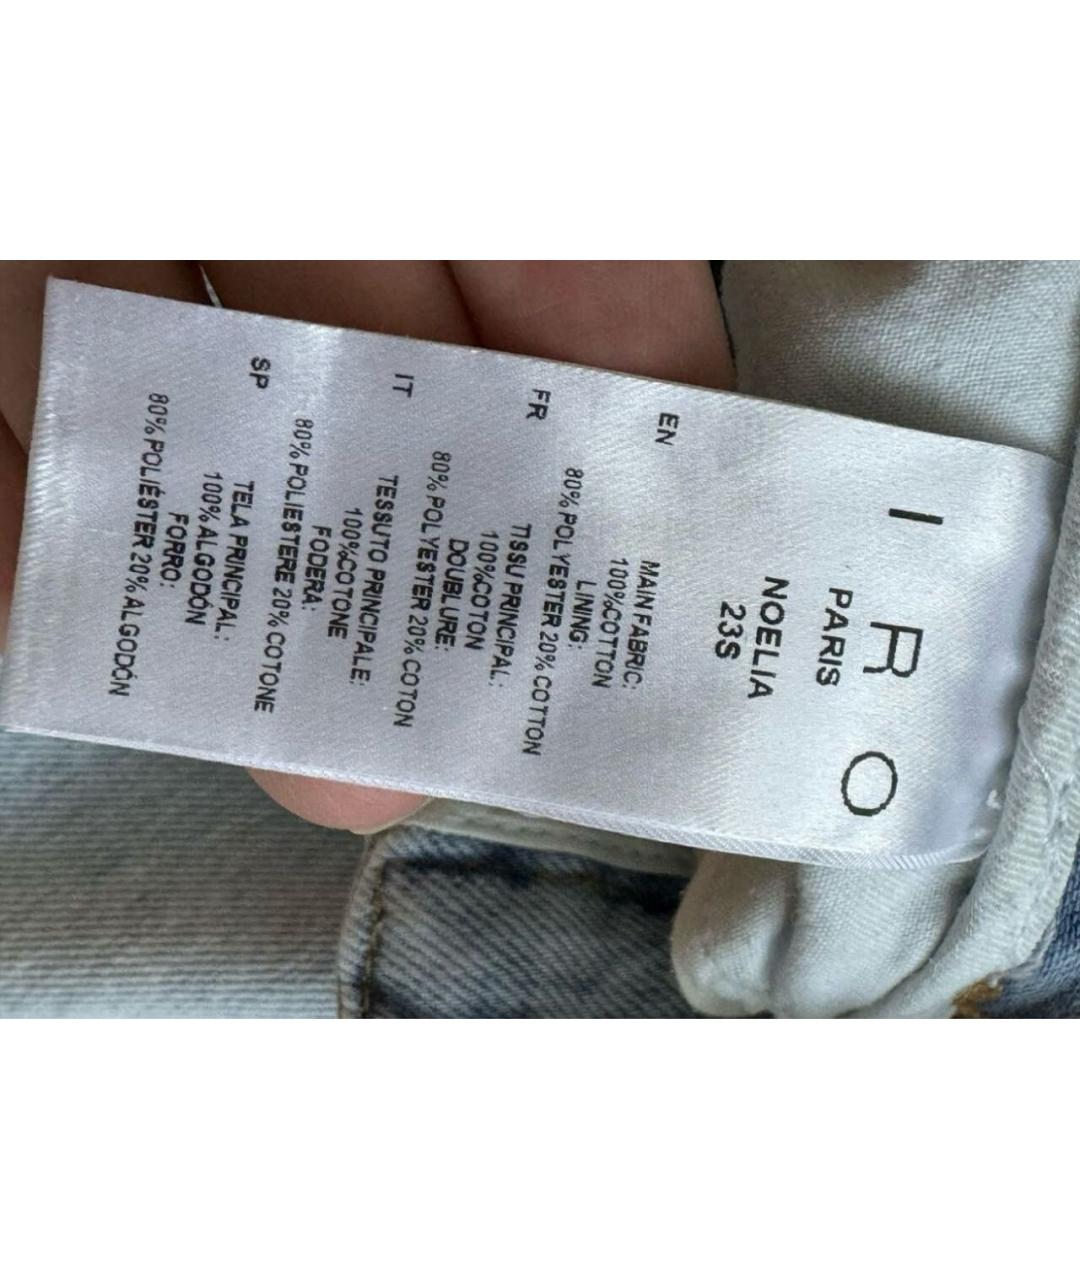 IRO
PARIS
NOELIA
23S
EN
MAIN FABRIC:
100%COTTON
LINING:
80%POLYESTER 20%COTTON
FR
TISSU PRINCIPAL:
100%COTON
DOUBLURE:
80%POLYESTER 20%COTON
IT
TESSUTO PRINCIPALE:
100%COTONE
FODERA:
80%POLIESTERE 20%COTONE
SP
TELA PRINCIPAL:
100%ALGODÓN
FORRO:
80%POLIÉSTER 20%ALGODÓN